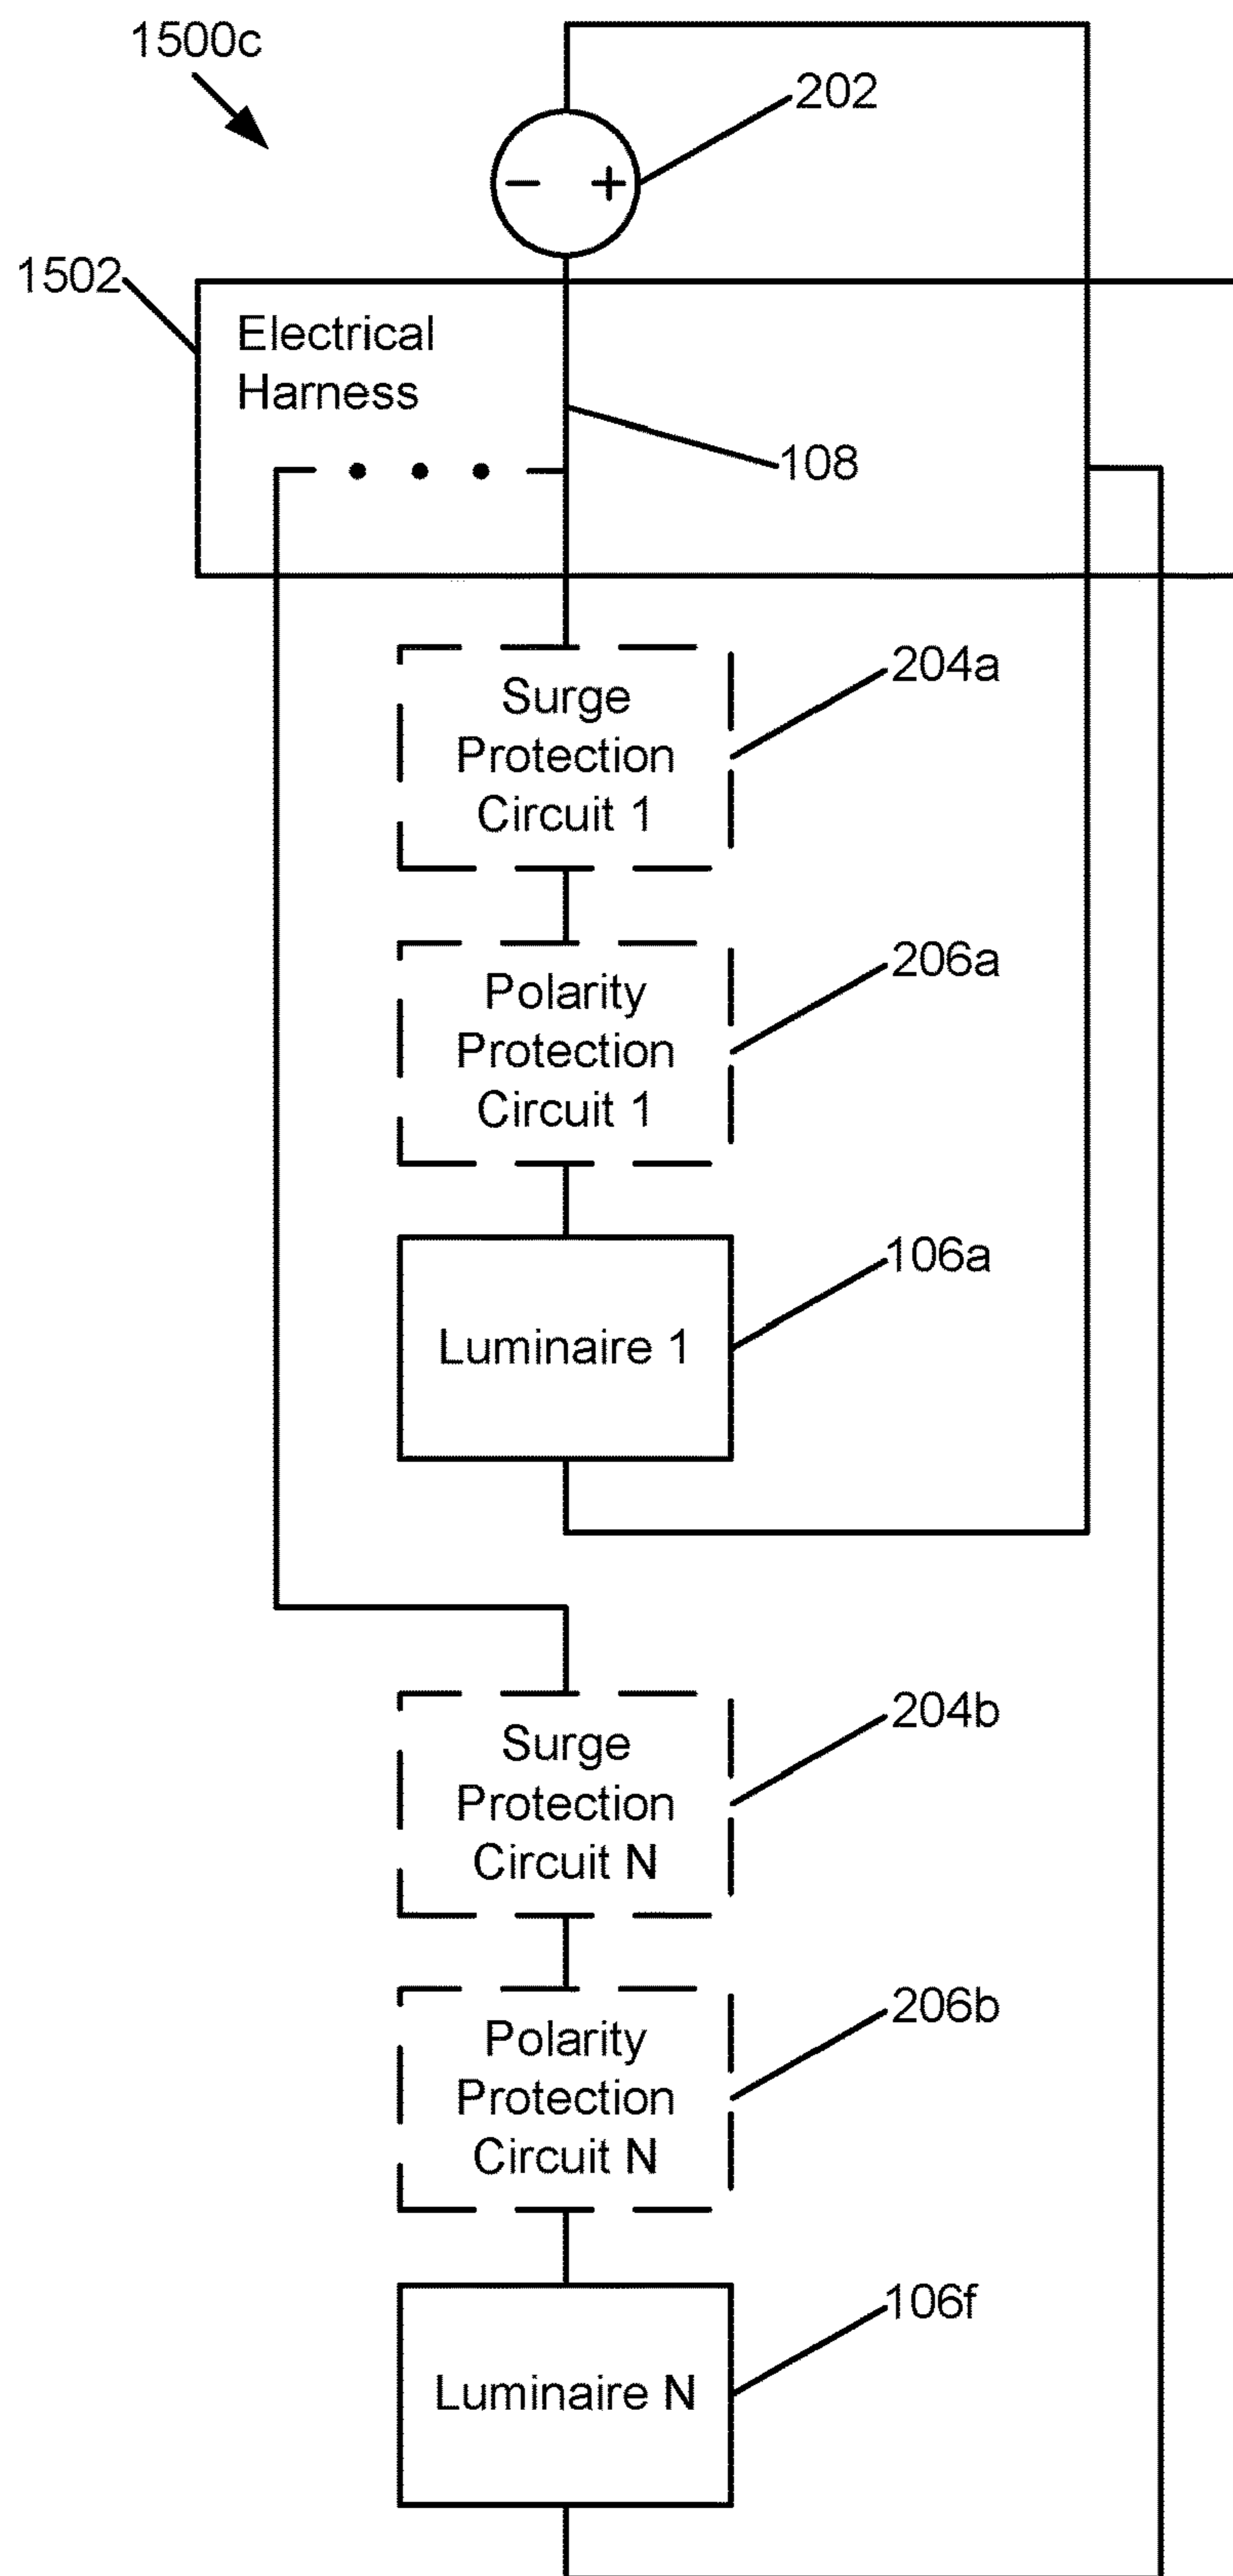 1500c
202
− +
1502
Electrical
Harness
108
Surge
Protection
Circuit 1
204a
Polarity
Protection
Circuit 1
206a
Luminaire 1
106a
Surge
Protection
Circuit N
204b
Polarity
Protection
Circuit N
206b
Luminaire N
106f